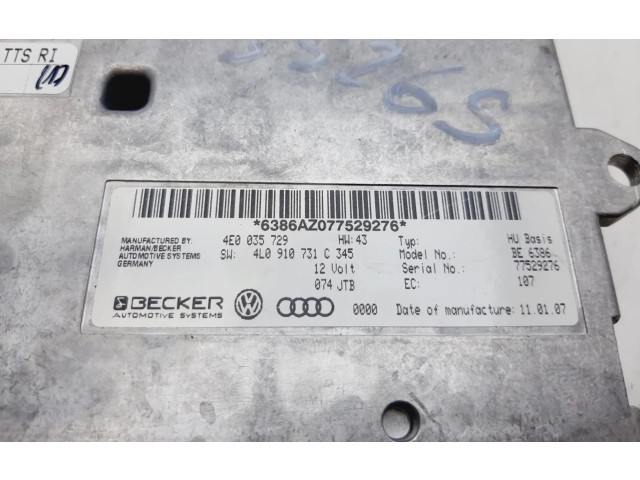 TTS RI
(1)
5326S
*6386AZ077529276*
MANUFACTURED BY:
HARMAN/BECKER
AUTOMOTIVE SYSTEMS
GERMANY
4E0 035 729 HW: 43
SW: 4L0 910 731 C 345
12 Volt
074 JTB
Typ: HU Basis
Model No.: BE 6386
Serial No.: 77529276
EC: 107
BECKER
AUTOMOTIVE SYSTEMS
0000 Date of manufacture: 11.01.07